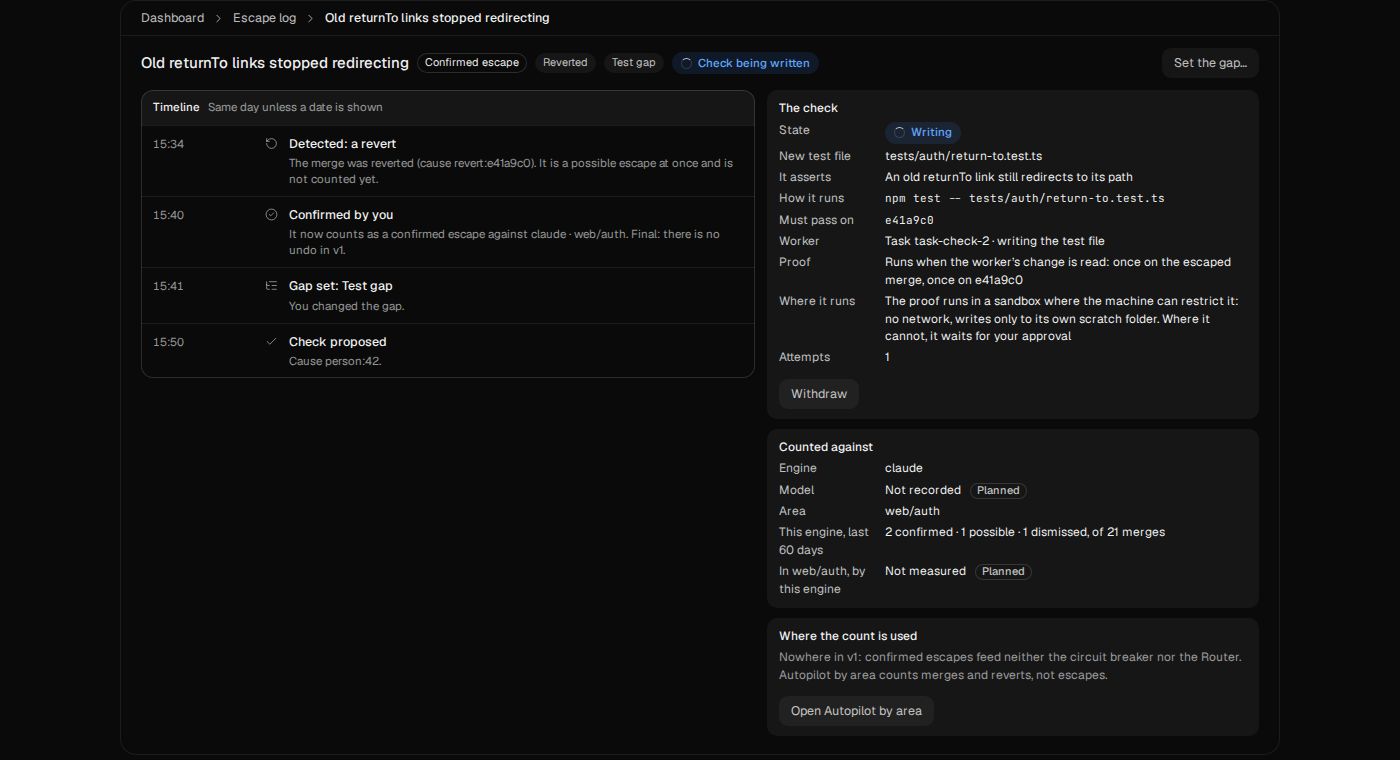 Dashboard > Escape log > Old returnTo links stopped redirecting
Old returnTo links stopped redirecting Confirmed escape Reverted Test gap Check being written Set the gap…
Timeline Same day unless a date is shown
15:34 Detected: a revert
The merge was reverted (cause revert:e41a9c0). It is a possible escape at once and is
not counted yet.
15:40 Confirmed by you
It now counts as a confirmed escape against claude · web/auth. Final: there is no
undo in v1.
15:41 Gap set: Test gap
You changed the gap.
15:50 Check proposed
Cause person:42.
The check
State Writing
New test file tests/auth/return-to.test.ts
It asserts An old returnTo link still redirects to its path
How it runs npm test -- tests/auth/return-to.test.ts
Must pass on e41a9c0
Worker Task task-check-2 · writing the test file
Proof Runs when the worker's change is read: once on the escaped
merge, once on e41a9c0
Where it runs The proof runs in a sandbox where the machine can restrict it:
no network, writes only to its own scratch folder. Where it
cannot, it waits for your approval
Attempts 1
Withdraw
Counted against
Engine claude
Model Not recorded Planned
Area web/auth
This engine, last 2 confirmed · 1 possible · 1 dismissed, of 21 merges
60 days
In web/auth, by Not measured Planned
this engine
Where the count is used
Nowhere in v1: confirmed escapes feed neither the circuit breaker nor the Router.
Autopilot by area counts merges and reverts, not escapes.
Open Autopilot by area